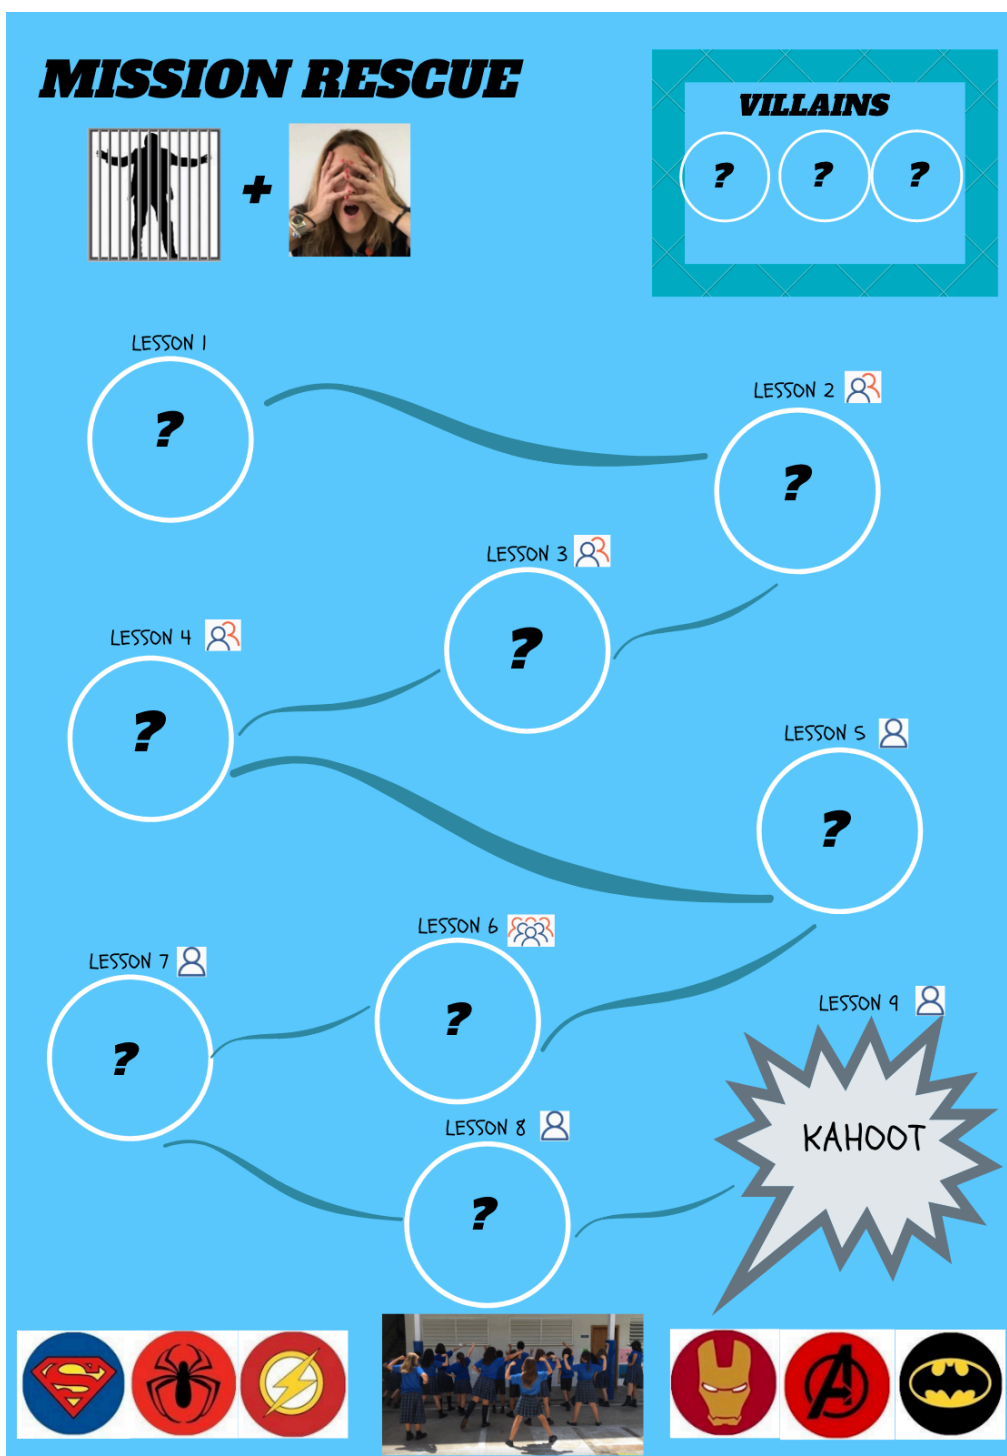 MISSION RESCUE
VILLAINS
+
? ? ?
LESSON 1
?
LESSON 2
?
LESSON 3
?
LESSON 4
?
LESSON 5
?
LESSON 6
?
LESSON 7
?
LESSON 8
?
LESSON 9
KAHOOT